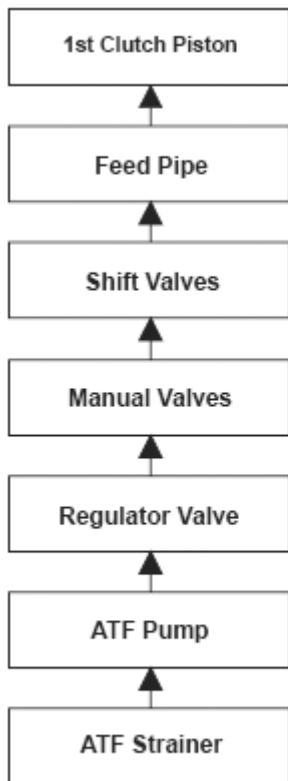 1st Clutch Piston
Feed Pipe
Shift Valves
Manual Valves
Regulator Valve
ATF Pump
ATF Strainer